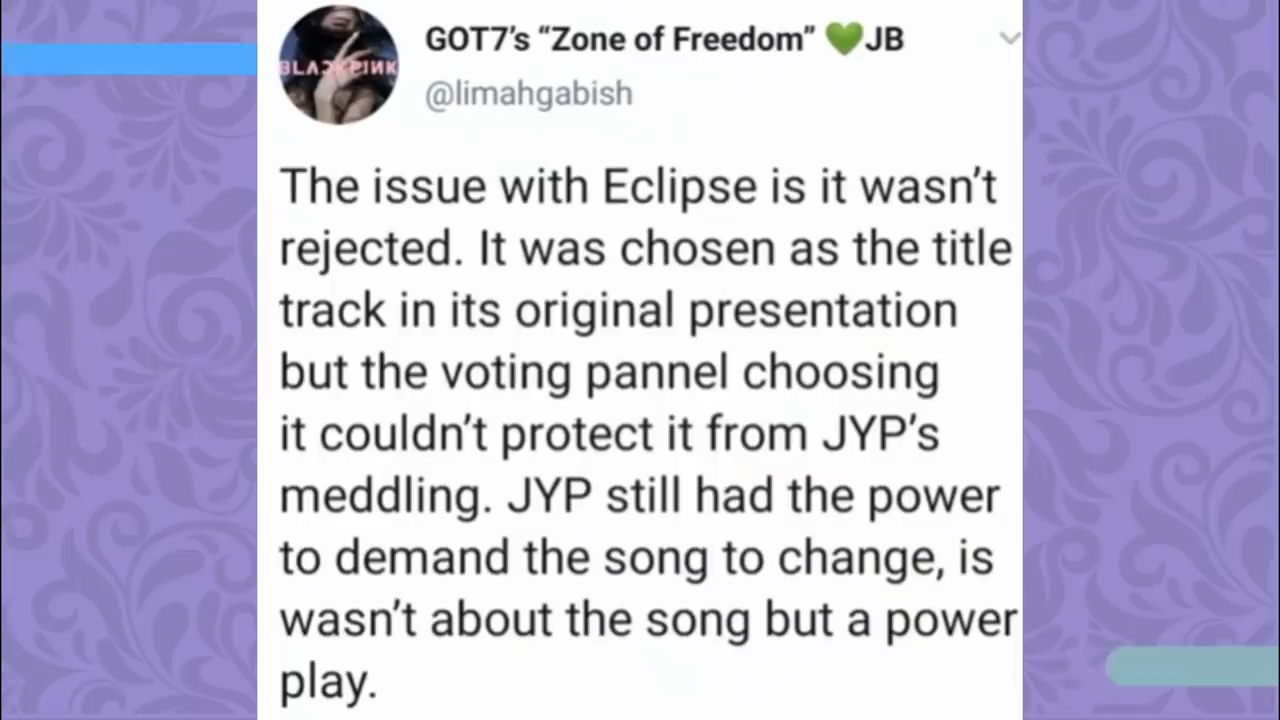 GOT7’s “Zone of Freedom” 💚JB
BLACKPINK
@limahgabish
The issue with Eclipse is it wasn’t
rejected. It was chosen as the title
track in its original presentation
but the voting pannel choosing
it couldn’t protect it from JYP’s
meddling. JYP still had the power
to demand the song to change, is
wasn’t about the song but a power
play.